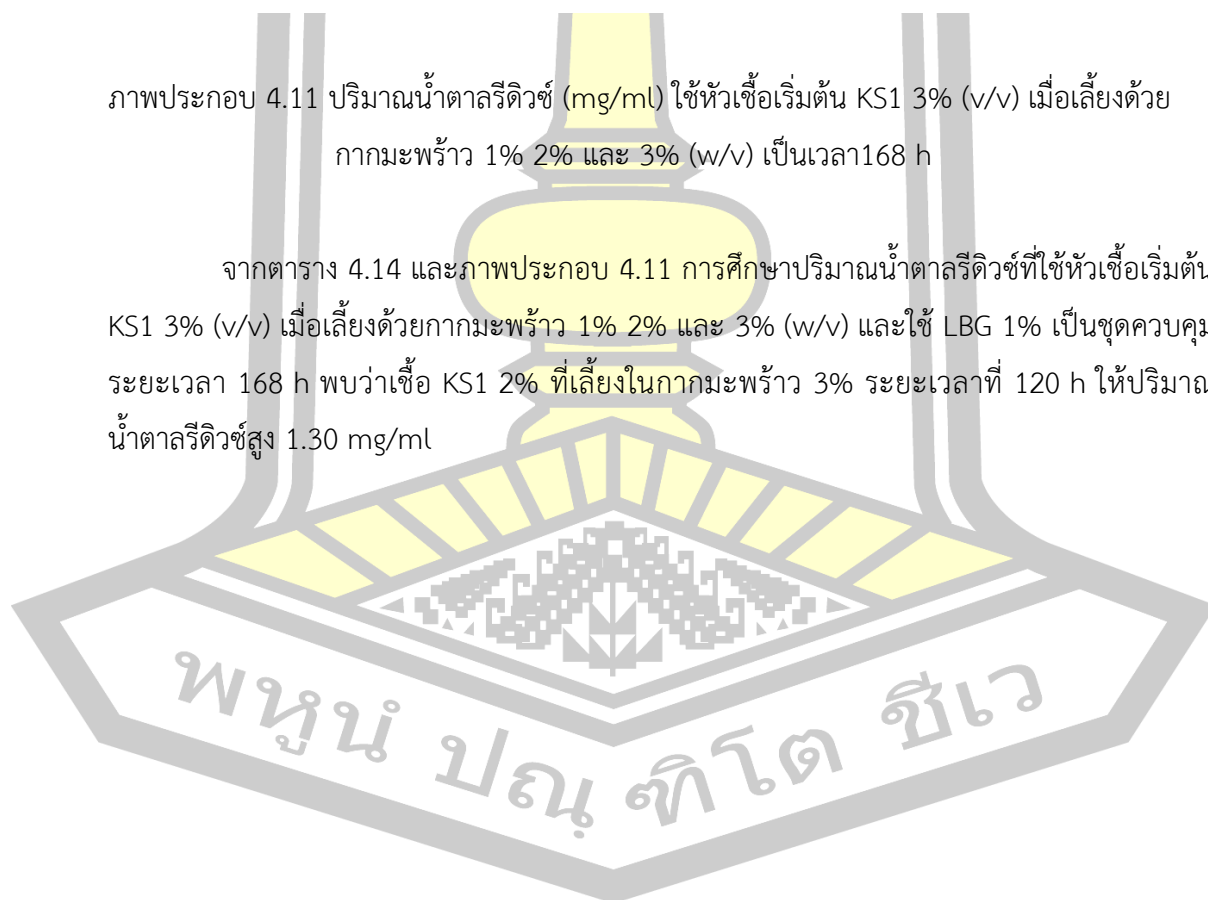 ภาพประกอบ 4.11 ปริมาณน้ำตาลรีดิวซ์ (mg/ml) ใช้หัวเชื้อเริ่มต้น KS1 3% (v/v) เมื่อเลี้ยงด้วย
กากมะพร้าว 1% 2% และ 3% (w/v) เป็นเวลา168 h
จากตาราง 4.14 และภาพประกอบ 4.11 การศึกษาปริมาณน้ำตาลรีดิวซ์ที่ใช้หัวเชื้อเริ่มต้น
KS1 3% (v/v) เมื่อเลี้ยงด้วยกากมะพร้าว 1% 2% และ 3% (w/v) และใช้ LBG 1% เป็นชุดควบคุม
ระยะเวลา 168 h พบว่าเชื้อ KS1 2% ที่เลี้ยงในกากมะพร้าว 3% ระยะเวลาที่ 120 h ให้ปริมาณ
น้ำตาลรีดิวซ์สูง 1.30 mg/ml
พหูนํ ปณฺฑิโต ชีเว